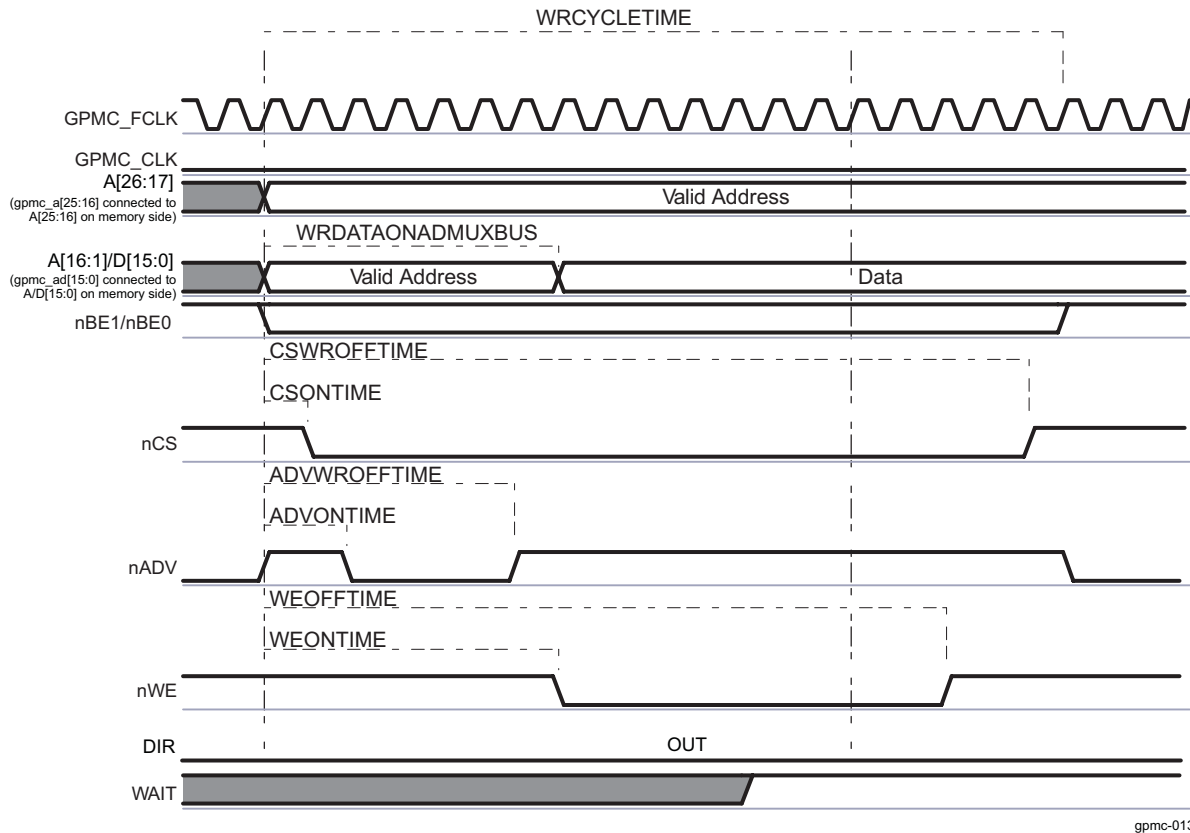 WRCYCLETIME
GPMC_FCLK
GPMC_CLK
A[26:17]
(gpmc_a[25:16] connected to
A[25:16] on memory side)
Valid Address
WRDATAONADMUXBUS
A[16:1]/D[15:0]
(gpmc_ad[15:0] connected to
A/D[15:0] on memory side)
Valid Address
Data
nBE1/nBE0
CSWROFFTIME
CSONTIME
nCS
ADVWROFFTIME
ADVONTIME
nADV
WEOFFTIME
WEONTIME
nWE
DIR
OUT
WAIT
gpmc-013